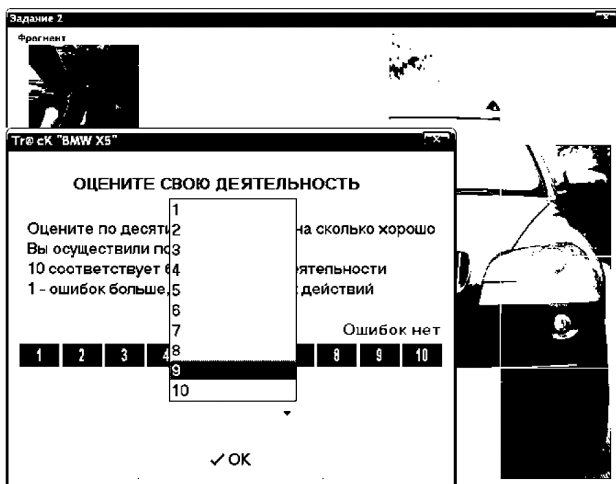 Задание 2
Фрагмент
Tr@cK "BMW X5"
ОЦЕНИТЕ СВОЮ ДЕЯТЕЛЬНОСТЬ
Оцените по десяти на сколько хорошо
Вы осуществили
10 соответствует
1 - ошибок больше, действий
1
2
3
4
5
6
7
8
9
10
Ошибок нет
1 2 3 4 8 9 10
OK